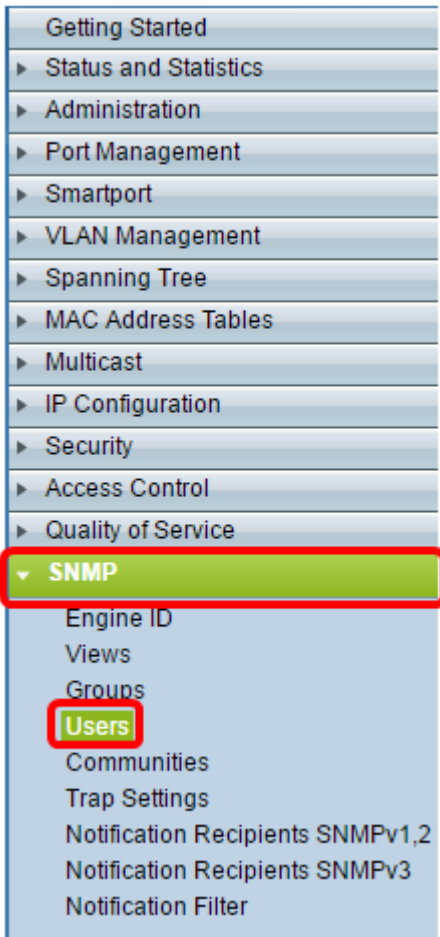 Getting Started
Status and Statistics
Administration
Port Management
Smartport
VLAN Management
Spanning Tree
MAC Address Tables
Multicast
IP Configuration
Security
Access Control
Quality of Service
SNMP
Engine ID
Views
Groups
Users
Communities
Trap Settings
Notification Recipients SNMPv1,2
Notification Recipients SNMPv3
Notification Filter